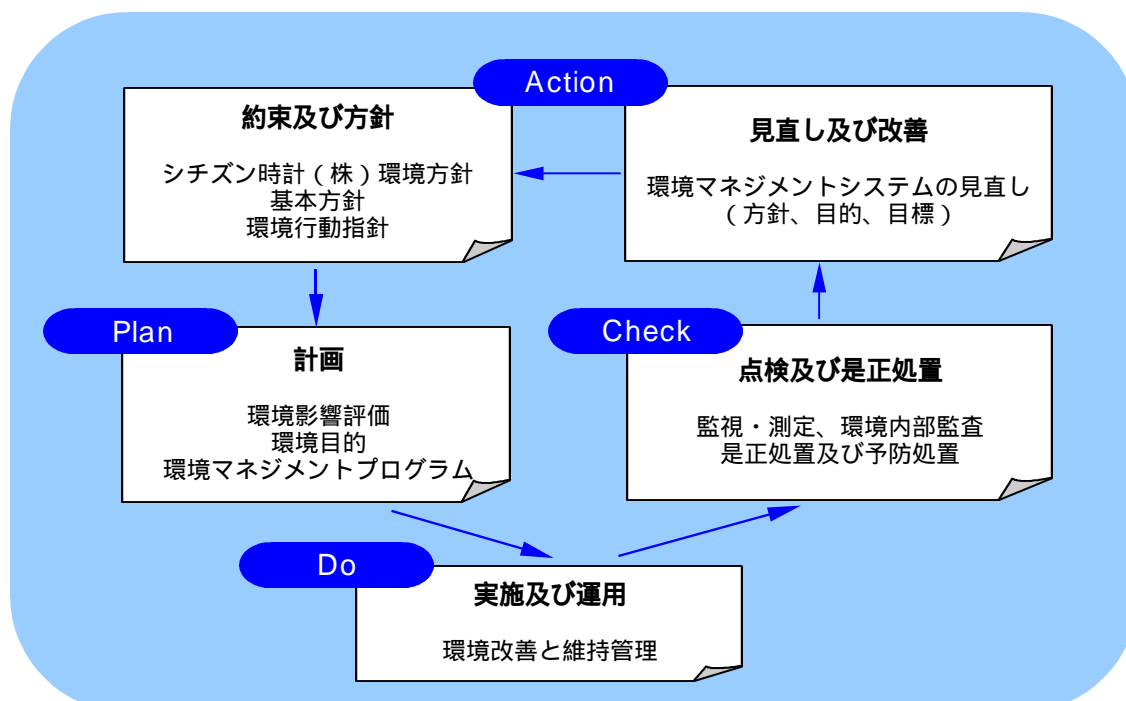 Action
約束及び方針
シチズン時計(株)環境方針
基本方針
環境行動指針
見直し及び改善
環境マネジメントシステムの見直し
(方針、目的、目標)
Plan
計画
環境影響評価
環境目的
環境マネジメントプログラム
Check
点検及び是正処置
監視・測定、環境内部監査
是正処置及び予防処置
Do
実施及び運用
環境改善と維持管理